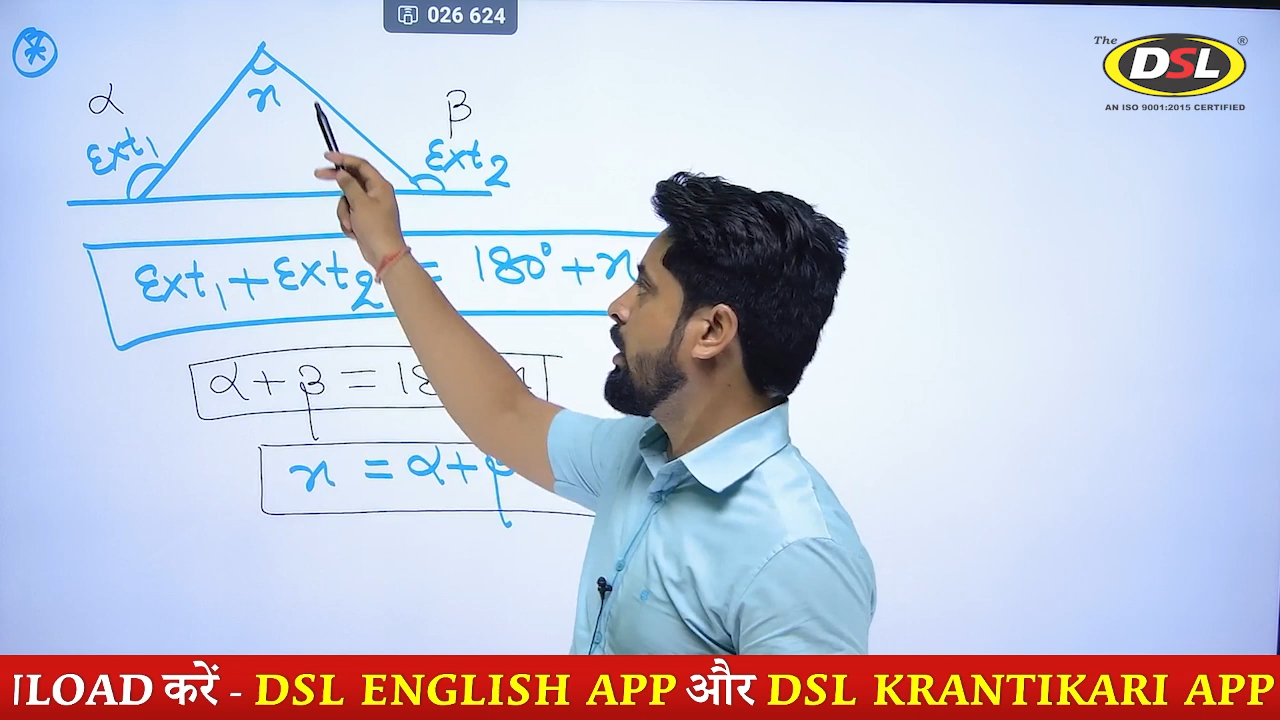 026 624
The DSL ®
AN ISO 9001:2015 CERTIFIED
x
α
β
Ext₁
Ext₂
Ext₁ + Ext₂ = 180° + x
α + β = 18
x = α + β
LOAD करें - DSL ENGLISH APP और DSL KRANTIKARI APP